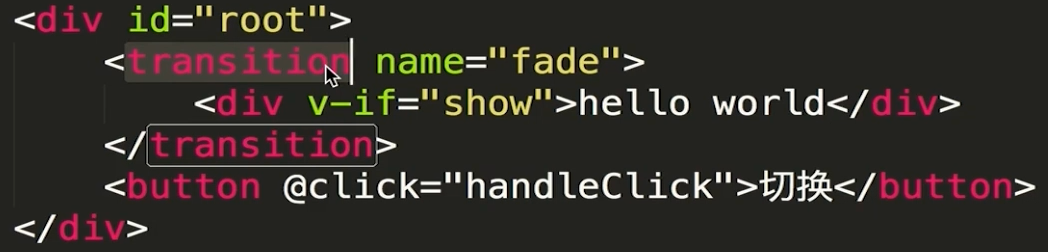 <div id="root">
<transition name="fade">
<div v-if="show">hello world</div>
</transition>
<button @click="handleClick">切换</button>
</div>